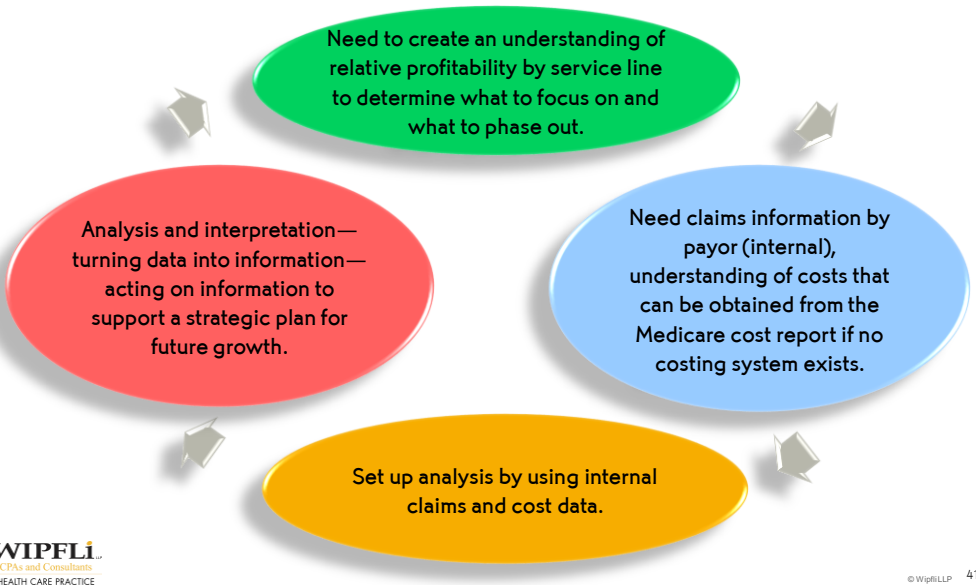 Need to create an understanding of
relative profitability by service line
to determine what to focus on and
what to phase out.
Analysis and interpretation—
turning data into information—
acting on information to
support a strategic plan for
future growth.
Need claims information by
payor (internal),
understanding of costs that
can be obtained from the
Medicare cost report if no
costing system exists.
Set up analysis by using internal
claims and cost data.
WIPFLi LLP
CPAs and Consultants
HEALTH CARE PRACTICE
© Wipfli LLP